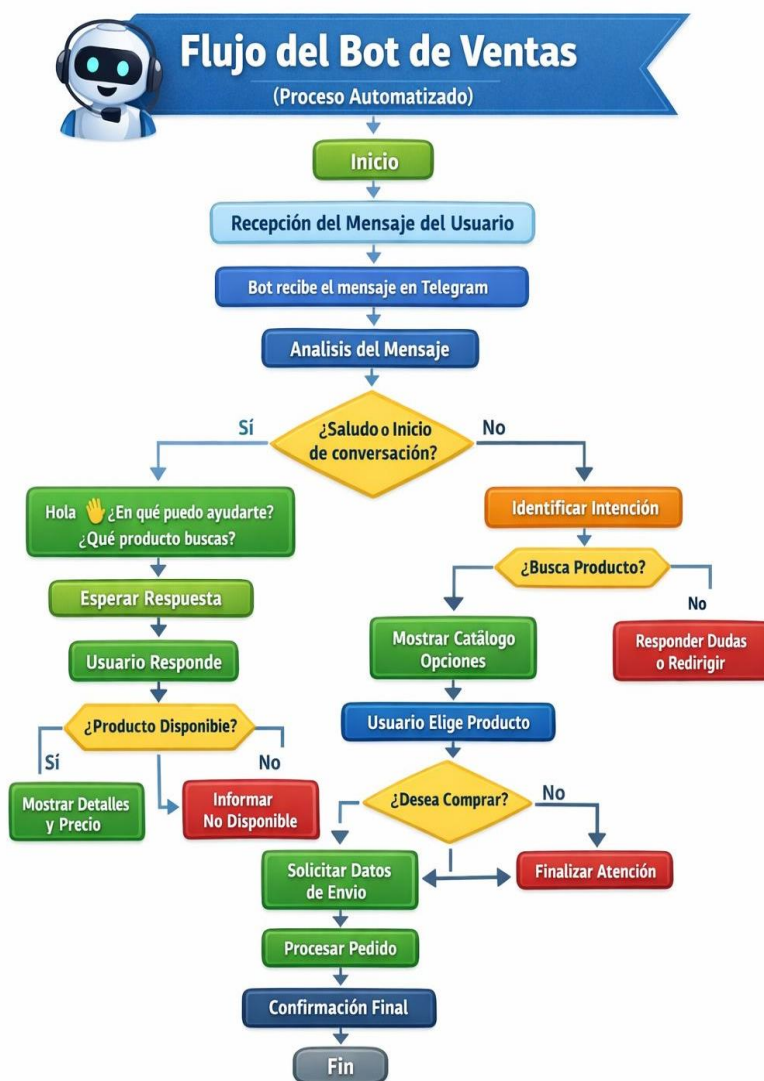 Flujo del Bot de Ventas
(Proceso Automatizado)
Inicio
Recepción del Mensaje del Usuario
Bot recibe el mensaje en Telegram
Analisis del Mensaje
¿Saludo o Inicio
de conversación?
Sí
No
Hola 👋 ¿En qué puedo ayudarte?
¿Qué producto buscas?
Esperar Respuesta
Usuario Responde
¿Producto Disponibie?
Sí
No
Mostrar Detalles
y Precio
Informar
No Disponible
Identificar Intención
¿Busca Producto?
No
Mostrar Catãlogo
Opciones
Responder Dudas
o Redirigir
Usuario Elige Producto
¿Desea Comprar?
No
Solicitar Datos
de Envio
Finalizar Atención
Procesar Pedido
Confirmación Final
Fin